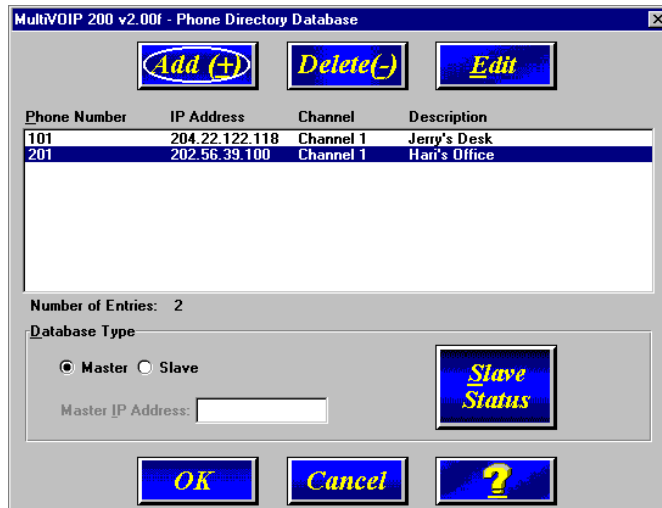 MultiVOIP 200 v2.00f - Phone Directory Database
Add (+) Delete(-) Edit
Phone Number IP Address Channel Description
101 204.22.122.118 Channel 1 Jerry's Desk
201 202.56.39.100 Channel 1 Hari's Office
Number of Entries: 2
Database Type
Master Slave
Master IP Address:
Slave
Status
OK Cancel ?